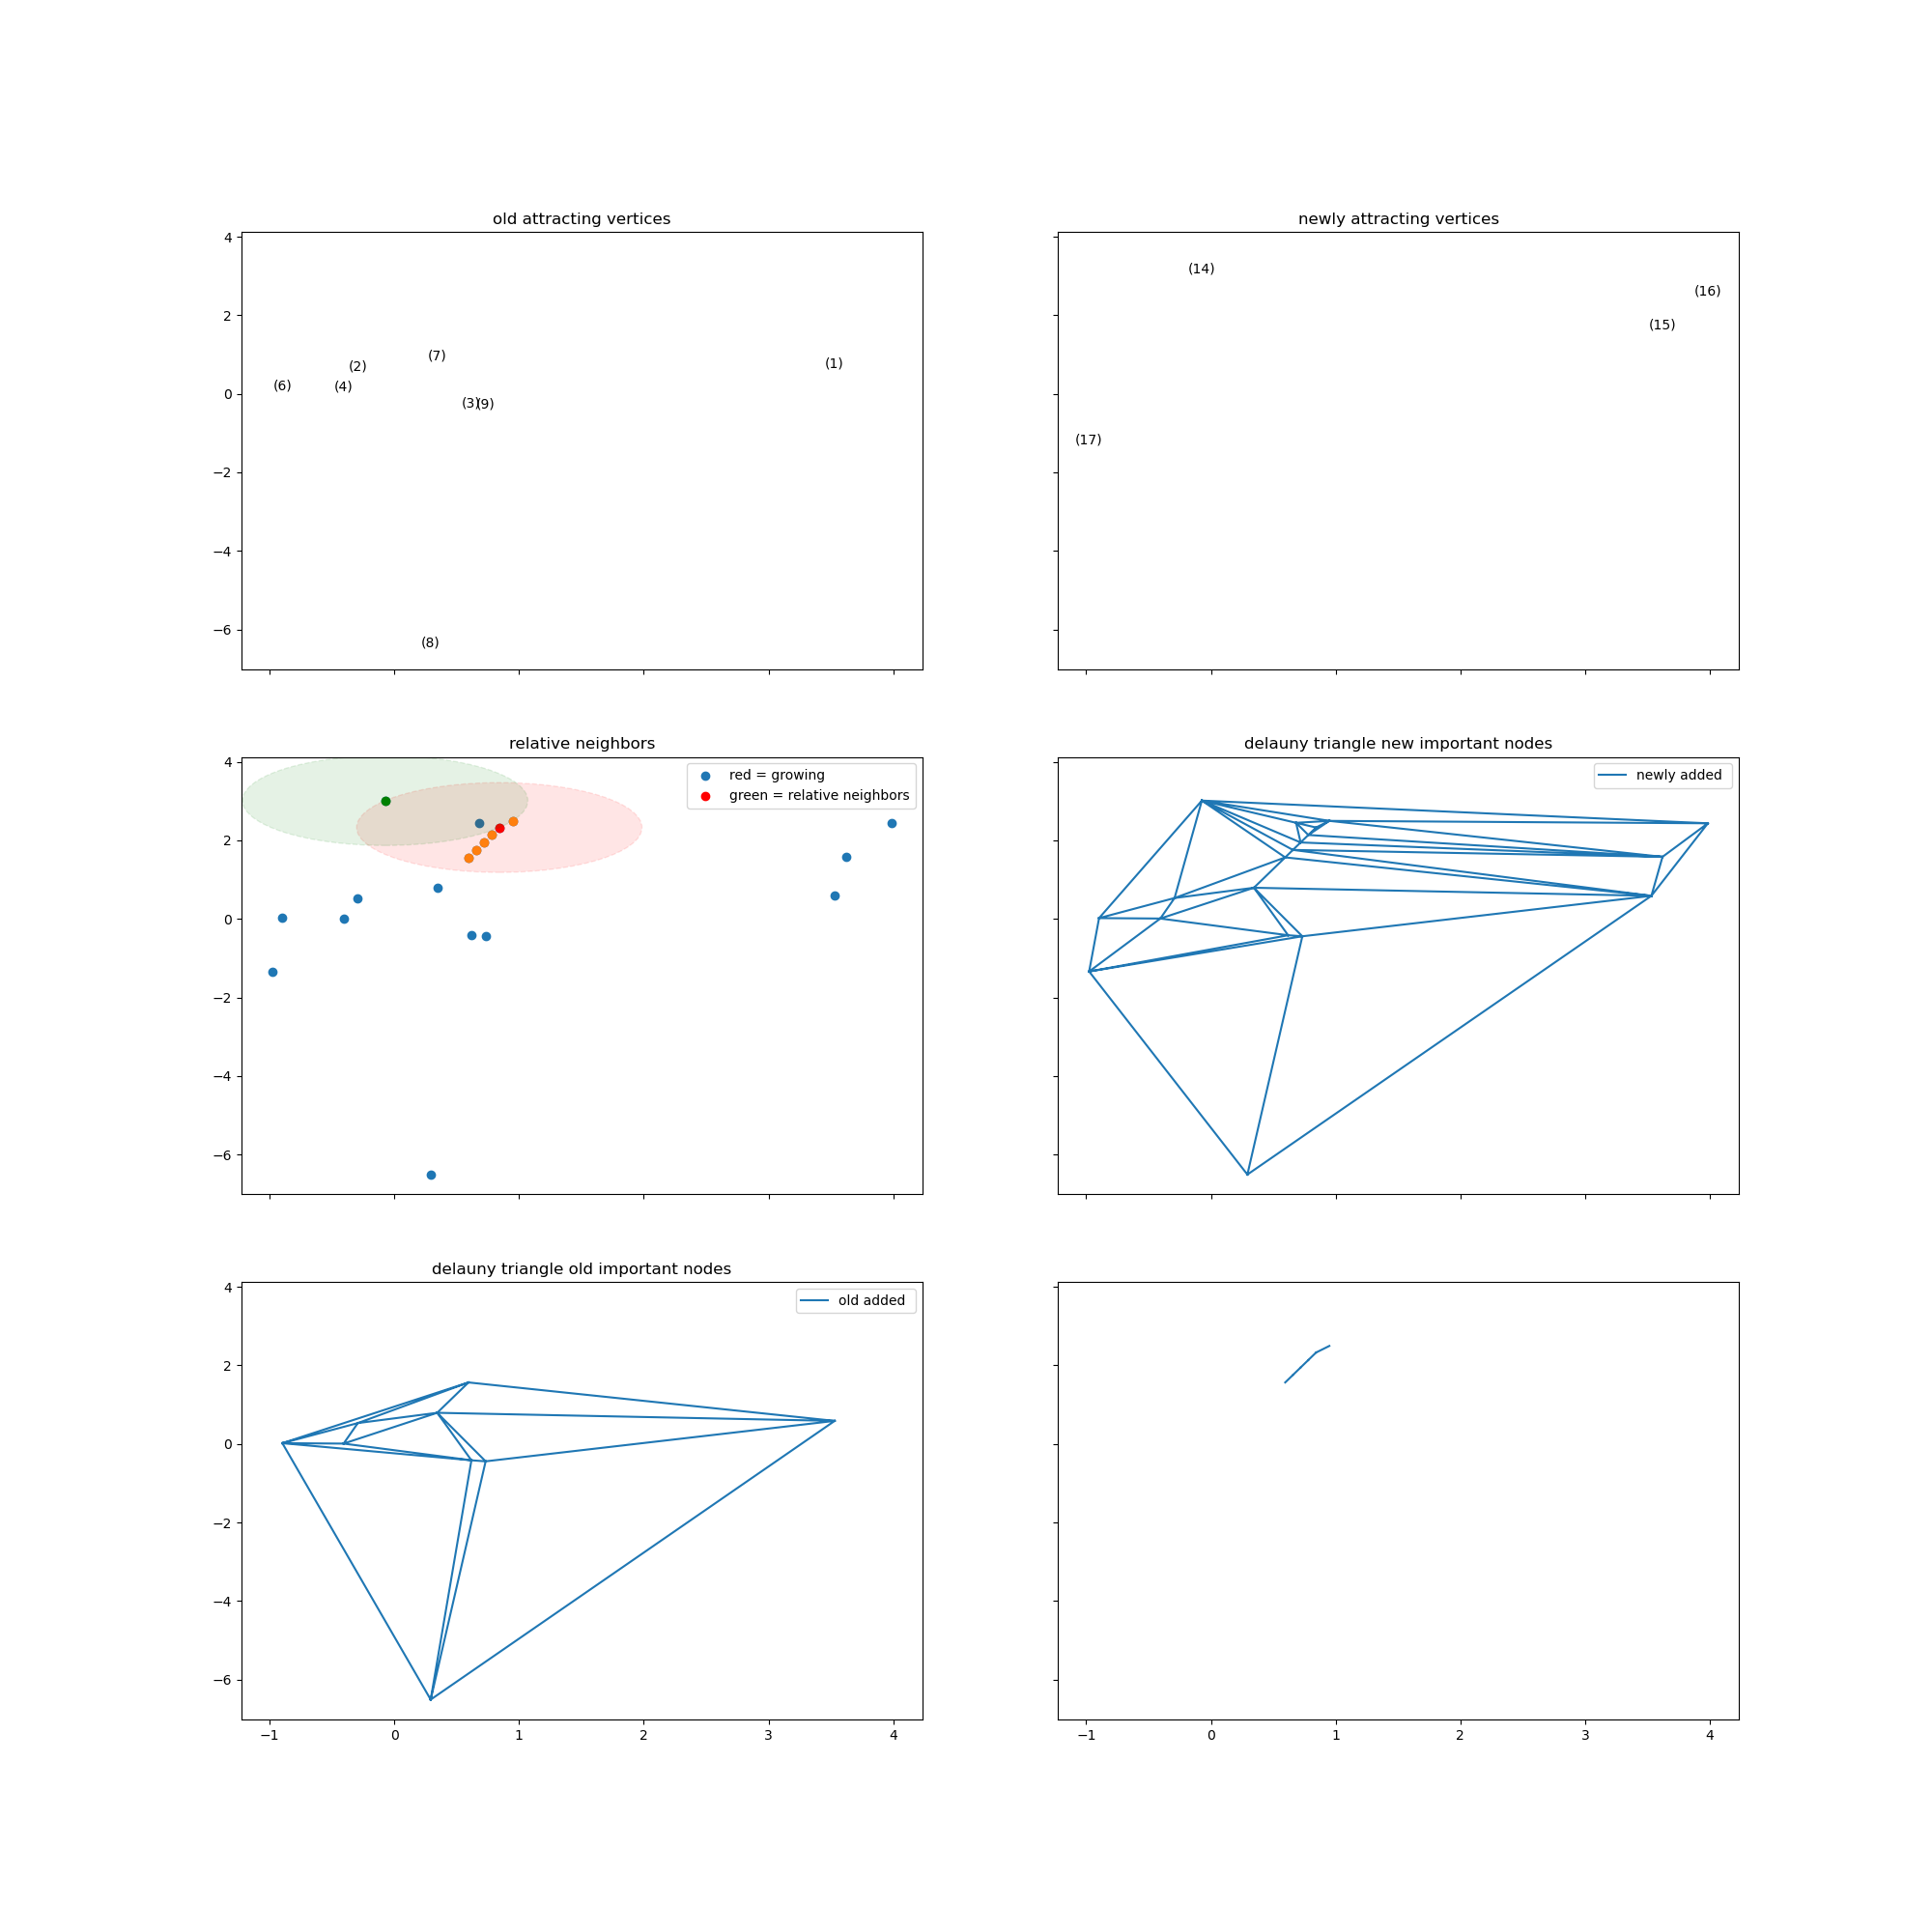 old attracting vertices
newly attracting vertices
4
2
0
−2
−4
−6
(7)
(1)
(2)
(6)
(4)
(3)
(9)
(8)
(14)
(16)
(15)
(17)
relative neighbors
delauny triangle new important nodes
4
2
0
−2
−4
−6
red = growing
green = relative neighbors
newly added
delauny triangle old important nodes
4
2
0
−2
−4
−6
old added
−1 0 1 2 3 4
−1 0 1 2 3 4